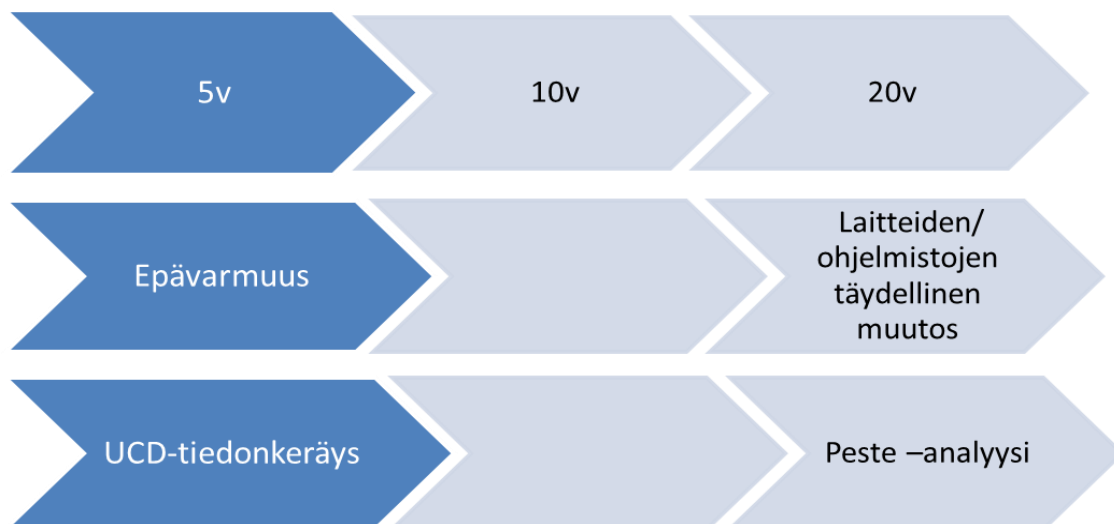 5v
10v
20v
Epävarmuus
Laitteiden/
ohjelmistojen
täydellinen
muutos
UCD-tiedonkeräys
Peste –analyysi